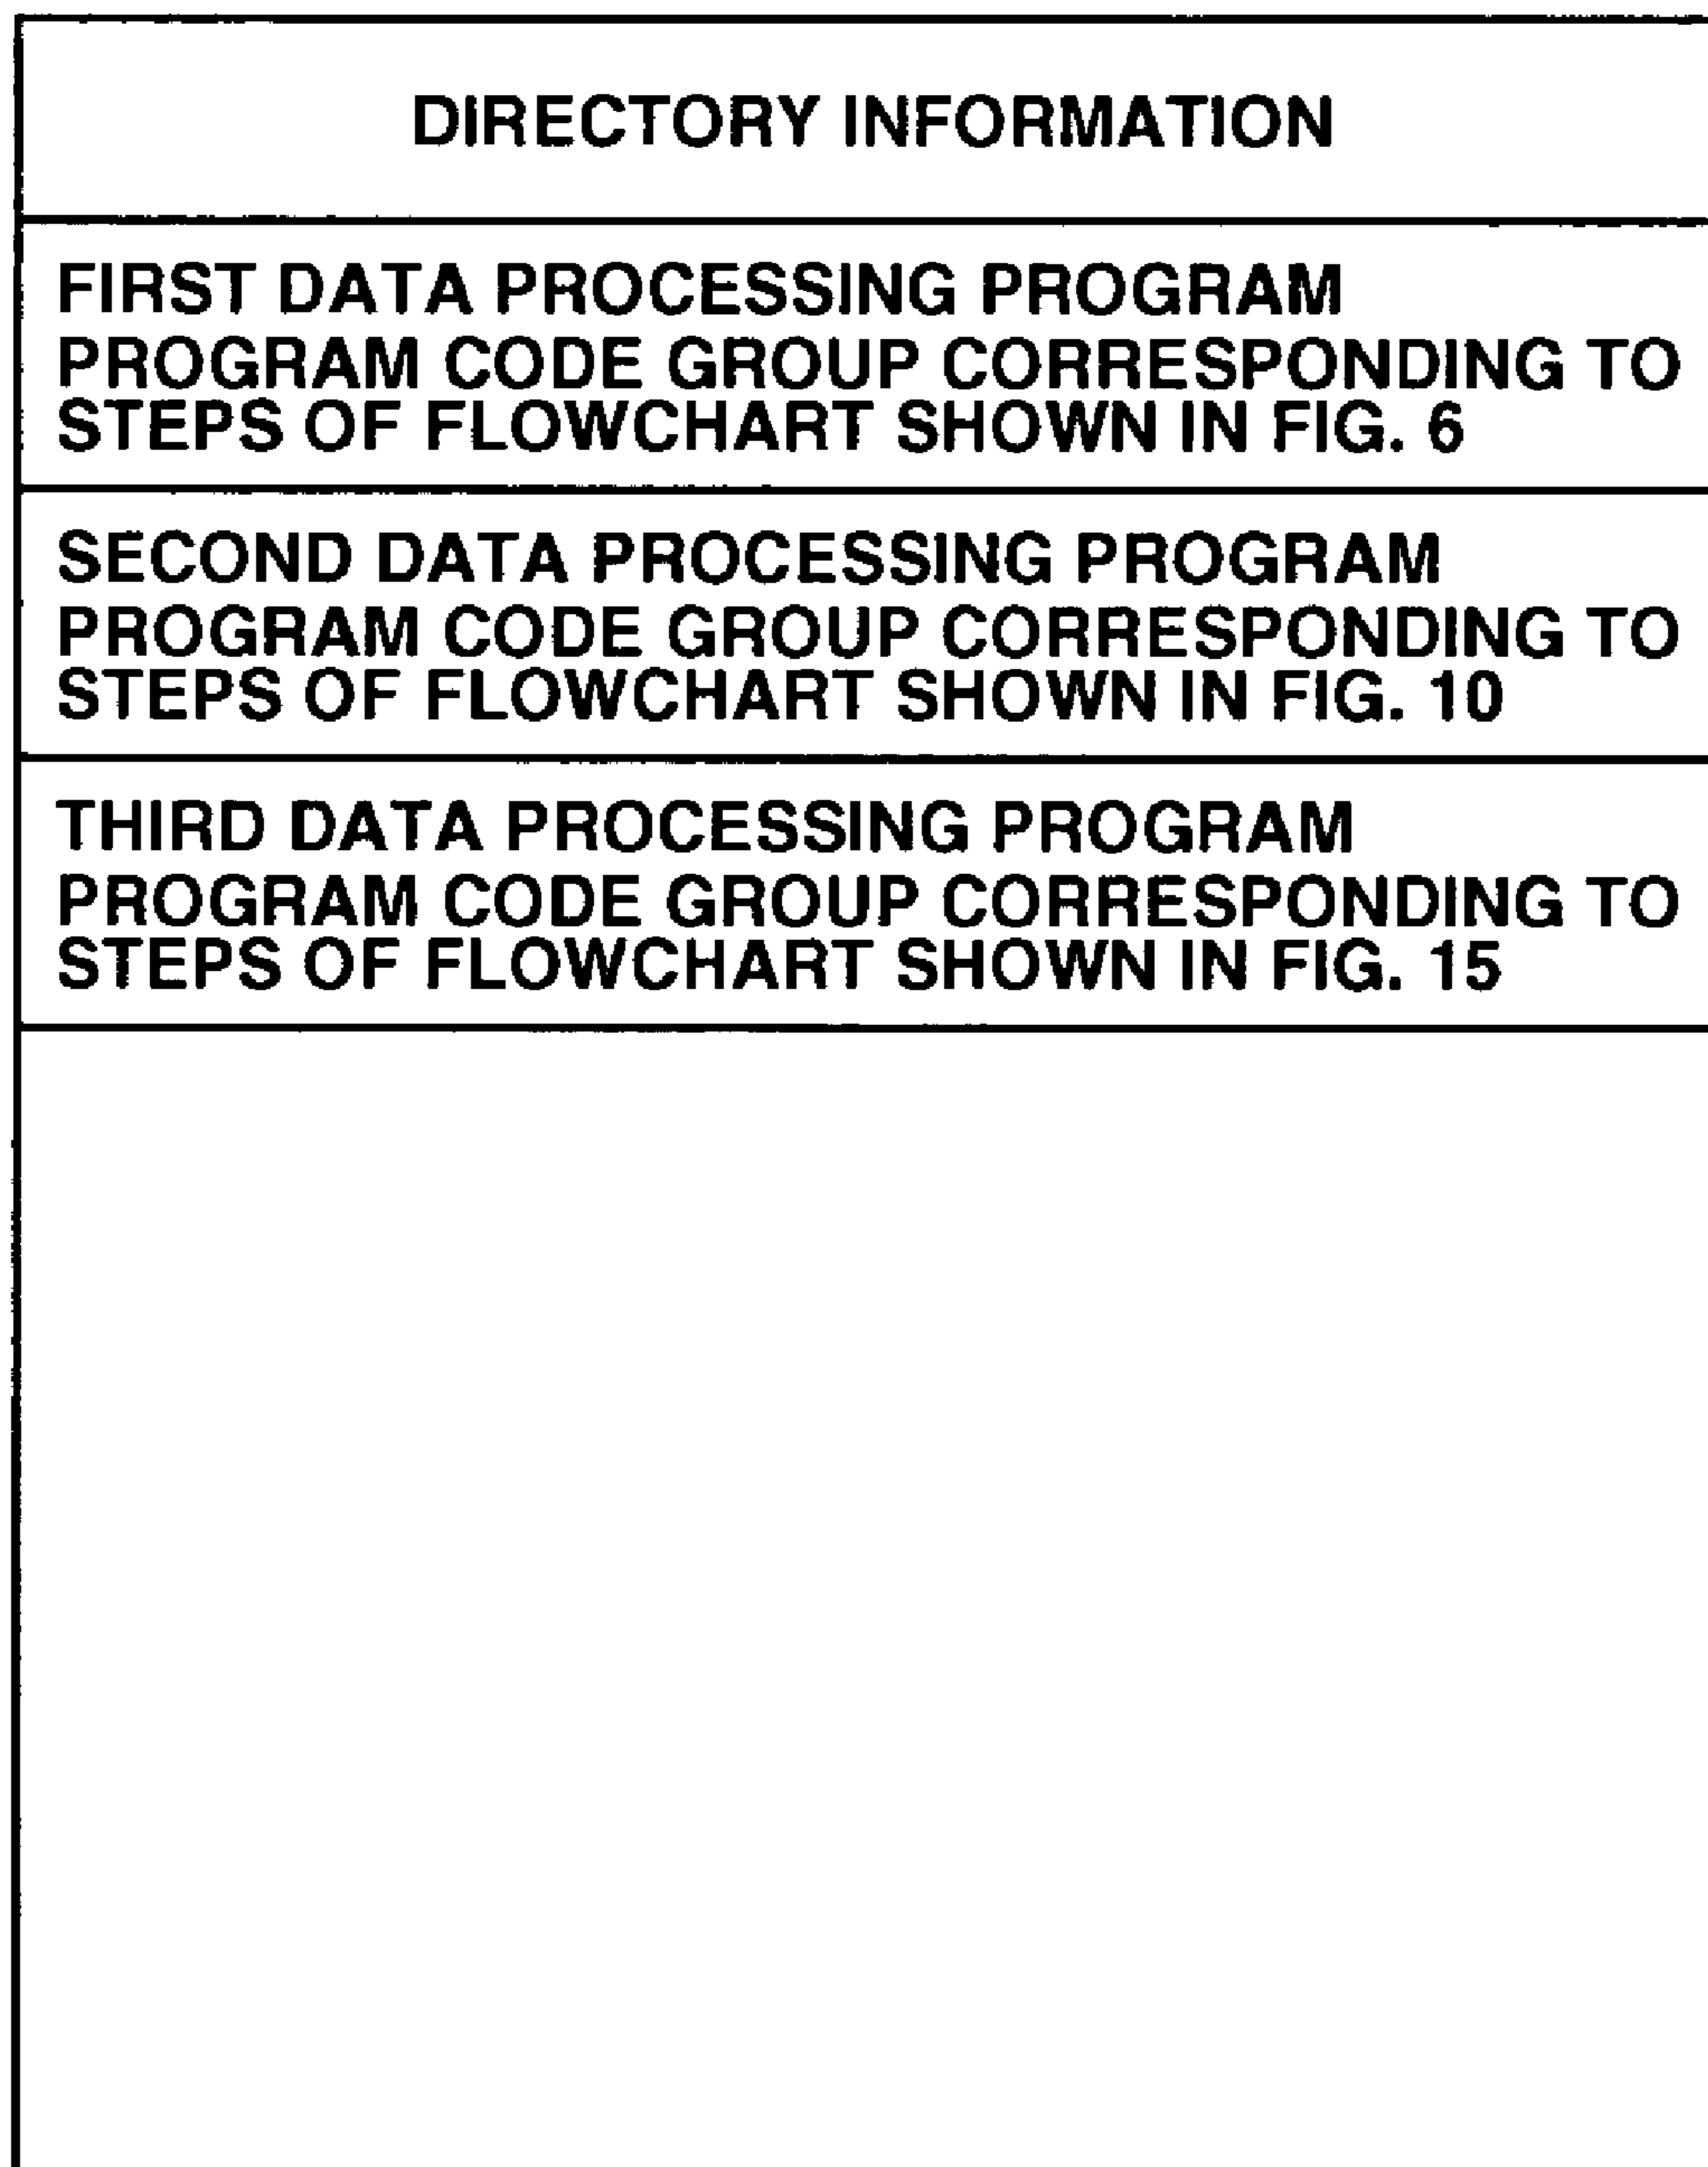 DIRECTORY INFORMATION
FIRST DATA PROCESSING PROGRAM
PROGRAM CODE GROUP CORRESPONDING TO
STEPS OF FLOWCHART SHOWN IN FIG. 6
SECOND DATA PROCESSING PROGRAM
PROGRAM CODE GROUP CORRESPONDING TO
STEPS OF FLOWCHART SHOWN IN FIG. 10
THIRD DATA PROCESSING PROGRAM
PROGRAM CODE GROUP CORRESPONDING TO
STEPS OF FLOWCHART SHOWN IN FIG. 15